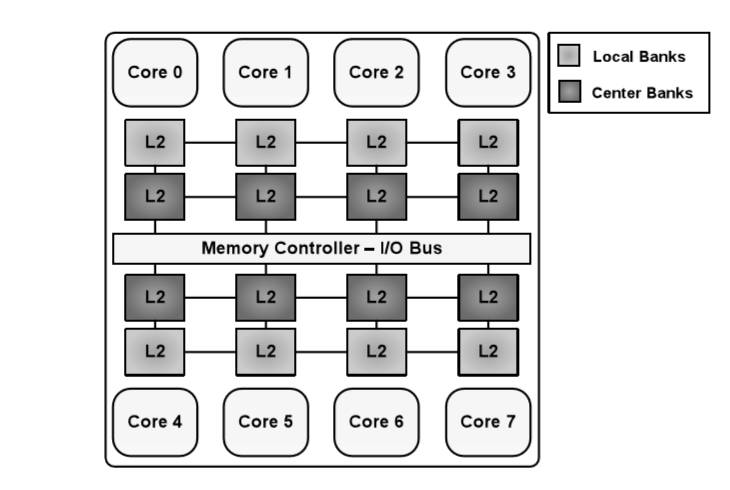 Core 0 Core 1 Core 2 Core 3
Local Banks
Center Banks
L2 L2 L2 L2
L2 L2 L2 L2
Memory Controller – I/O Bus
L2 L2 L2 L2
L2 L2 L2 L2
Core 4 Core 5 Core 6 Core 7